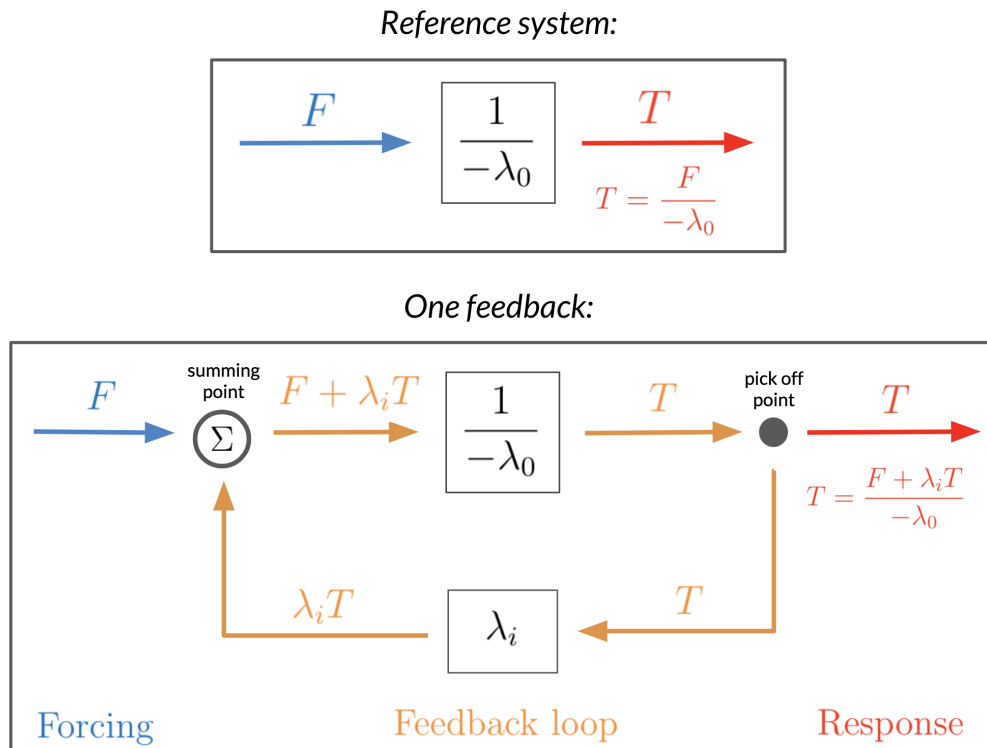 Reference system:
F
1
−λ₀
T
T = F / −λ₀
One feedback:
F
summing
point
Σ
F + λᵢT
1
−λ₀
T
pick off
point
T
T = F + λᵢT / −λ₀
λᵢT
λᵢ
T
Forcing
Feedback loop
Response